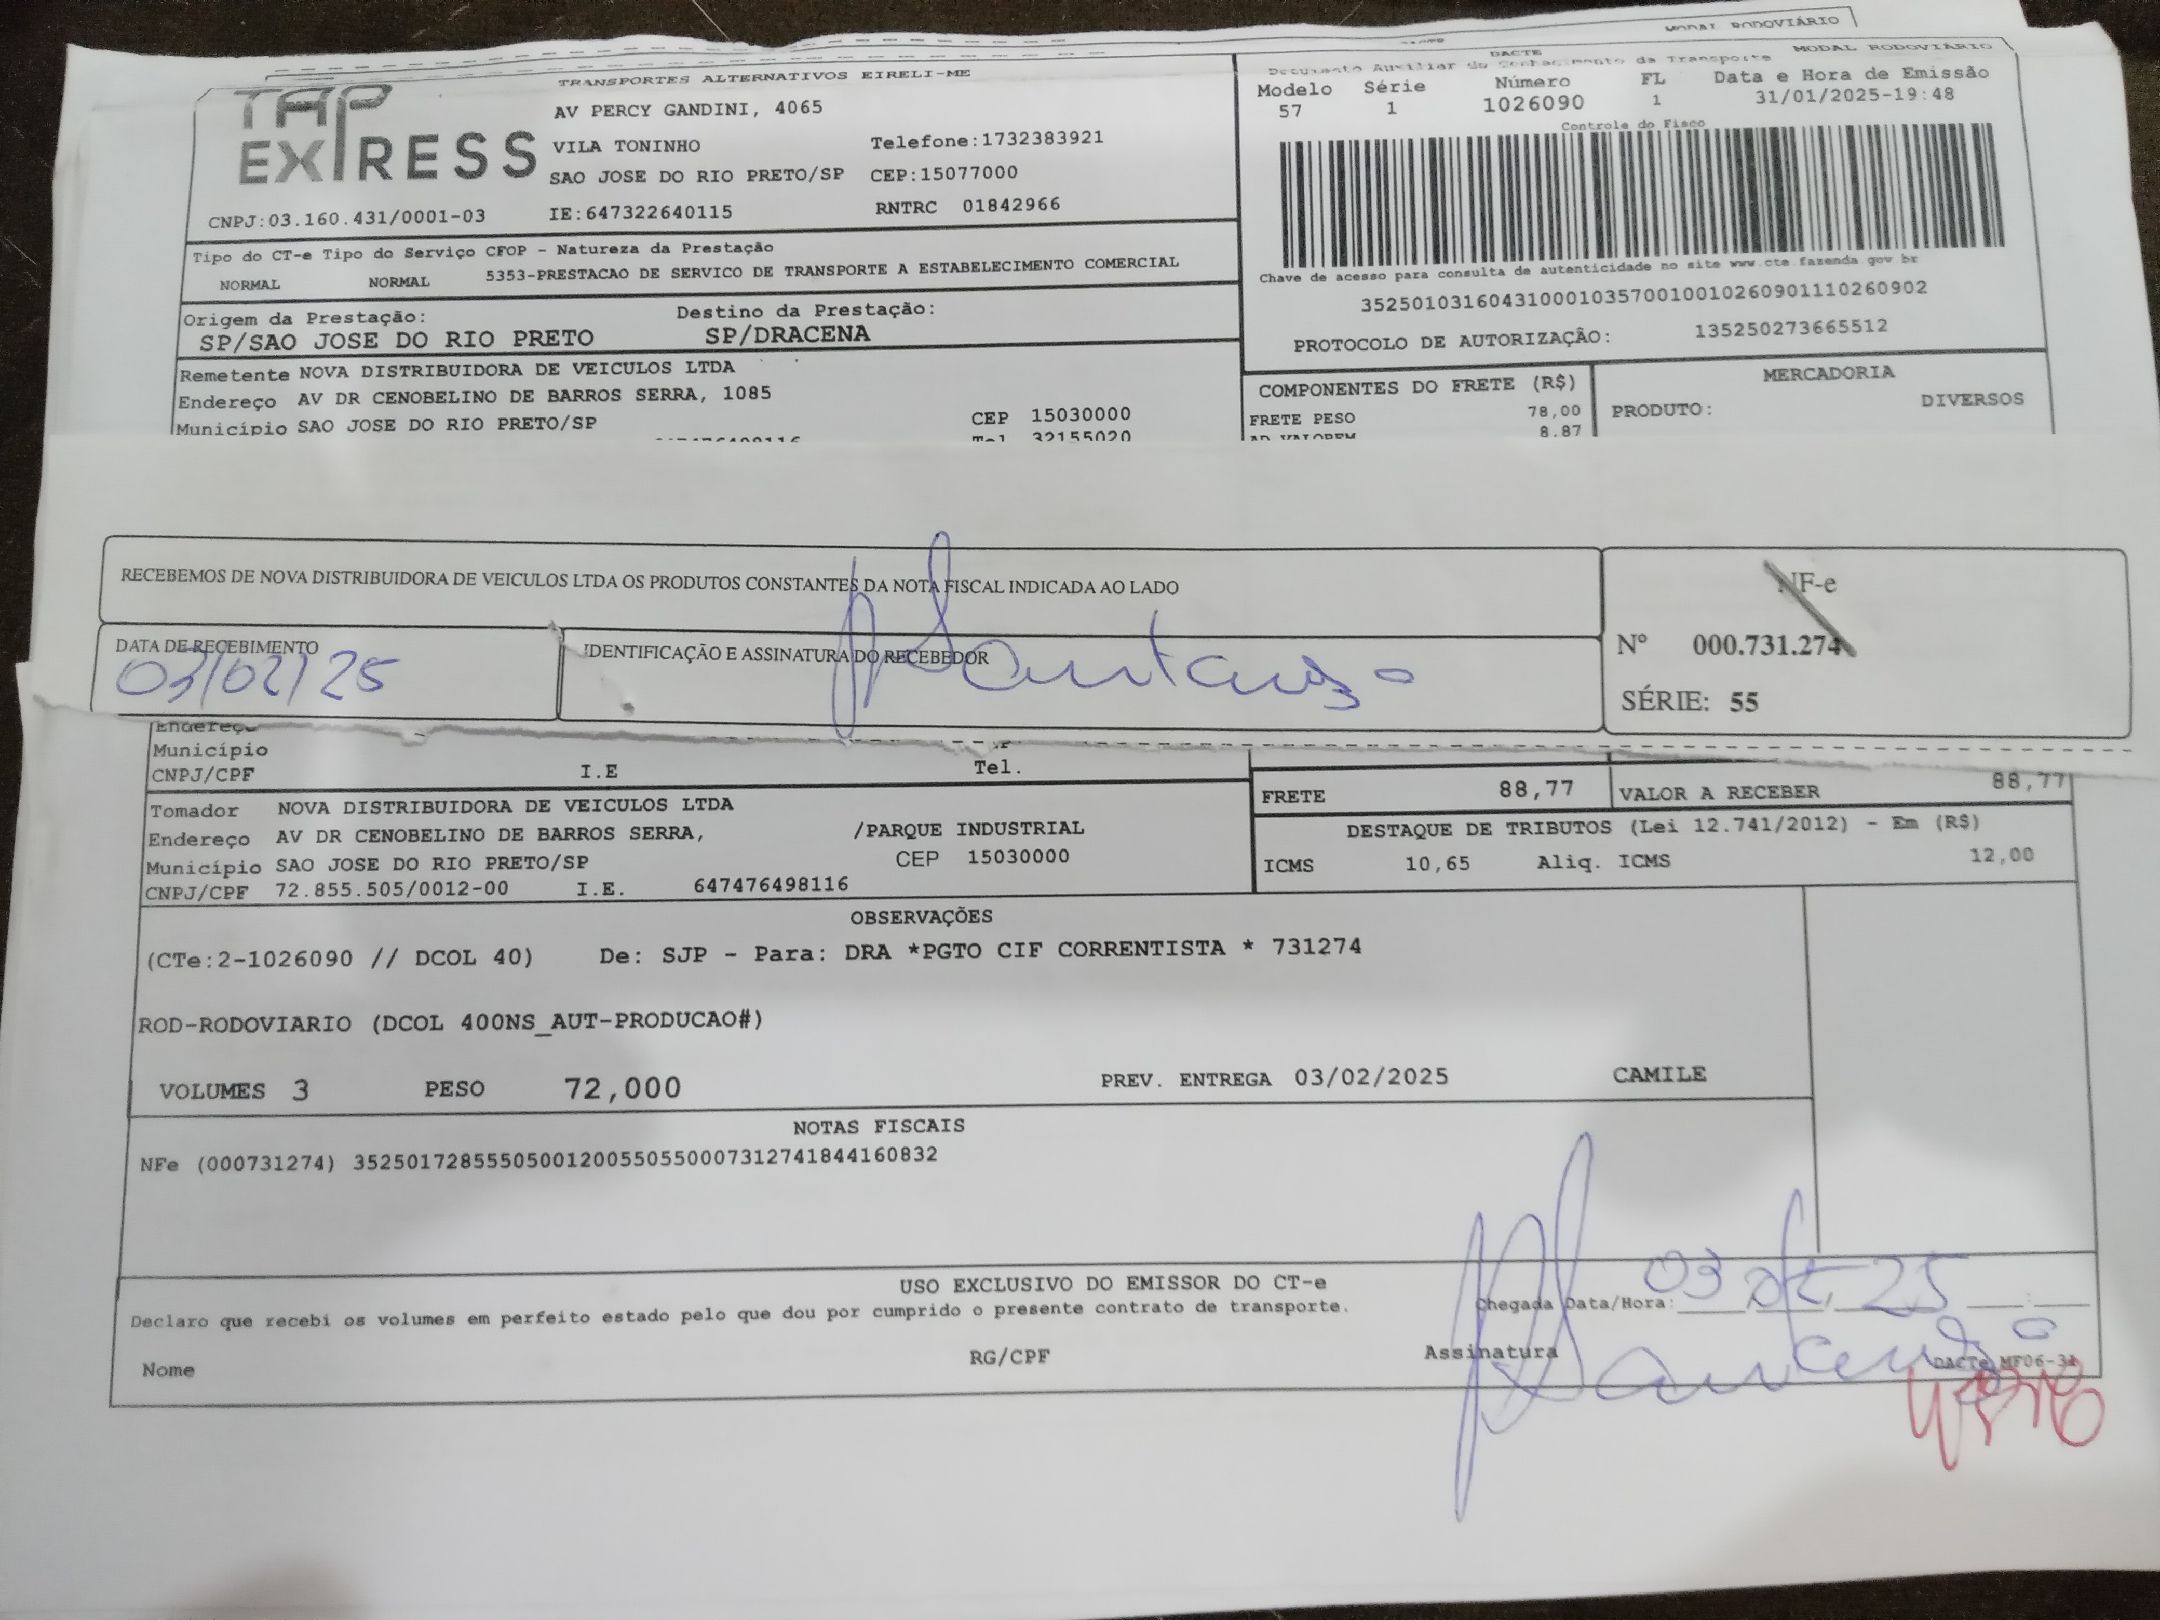 MODAL RODOVIÁRIO
TAP EXPRESS
TRANSPORTES ALTERNATIVOS EIRELI-ME
AV PERCY GANDINI, 4065
VILA TONINHO Telefone:1732383921
SAO JOSE DO RIO PRETO/SP CEP:15077000
CNPJ:03.160.431/0001-03 IE:647322640115 RNTRC 01842966
DACTE MODAL RODOVIÁRIO
Documento Auxiliar do Conhecimento de Transporte
Modelo Série Número FL Data e Hora de Emissão
57 1 1026090 1 31/01/2025-19:48
Controle do Fisco
Chave de acesso para consulta de autenticidade no site www.cte.fazenda.gov.br
35250103160431000103570010010260901110260902
PROTOCOLO DE AUTORIZAÇÂO: 135250273665512
Tipo do CT-e Tipo do Serviço CFOP - Natureza da Prestação
NORMAL NORMAL 5353-PRESTACAO DE SERVICO DE TRANSPORTE A ESTABELECIMENTO COMERCIAL
Origem da Prestação: Destino da Prestação:
SP/SAO JOSE DO RIO PRETO SP/DRACENA
Remetente NOVA DISTRIBUIDORA DE VEICULOS LTDA
Endereço AV DR CENOBELINO DE BARROS SERRA, 1085
Município SAO JOSE DO RIO PRETO/SP CEP 15030000
Tel 32155020
COMPONENTES DO FRETE (R$) MERCADORIA
FRETE PESO 78,00 PRODUTO: DIVERSOS
AD VALOREM 8.87
RECEBEMOS DE NOVA DISTRIBUIDORA DE VEICULOS LTDA OS PRODUTOS CONSTANTES DA NOTA FISCAL INDICADA AO LADO
NF-e
DATA DE RECEBIMENTO IDENTIFICAÇÃO E ASSINATURA DO RECEBEDOR
03/02/25
Nº 000.731.274
SÉRIE: 55
Endereço
Município
CNPJ/CPF I.E Tel.
Tomador NOVA DISTRIBUIDORA DE VEICULOS LTDA
Endereço AV DR CENOBELINO DE BARROS SERRA, /PARQUE INDUSTRIAL
Município SAO JOSE DO RIO PRETO/SP CEP 15030000
CNPJ/CPF 72.855.505/0012-00 I.E. 647476498116
FRETE 88,77 VALOR A RECEBER 88,77
DESTAQUE DE TRIBUTOS (Lei 12.741/2012) - Em (R$)
ICMS 10,65 Aliq. ICMS 12,00
OBSERVAÇÕES
(CTe:2-1026090 // DCOL 40) De: SJP - Para: DRA *PGTO CIF CORRENTISTA * 731274
ROD-RODOVIARIO (DCOL 400NS_AUT-PRODUCAO#)
VOLUMES 3 PESO 72,000 PREV. ENTREGA 03/02/2025 CAMILE
NOTAS FISCAIS
NFe (000731274) 35250172855505001200550550007312741844160832
USO EXCLUSIVO DO EMISSOR DO CT-e
Declaro que recebi os volumes em perfeito estado pelo que dou por cumprido o presente contrato de transporte. Chegada Data/Hora: 03 02 25
Nome RG/CPF Assinatura